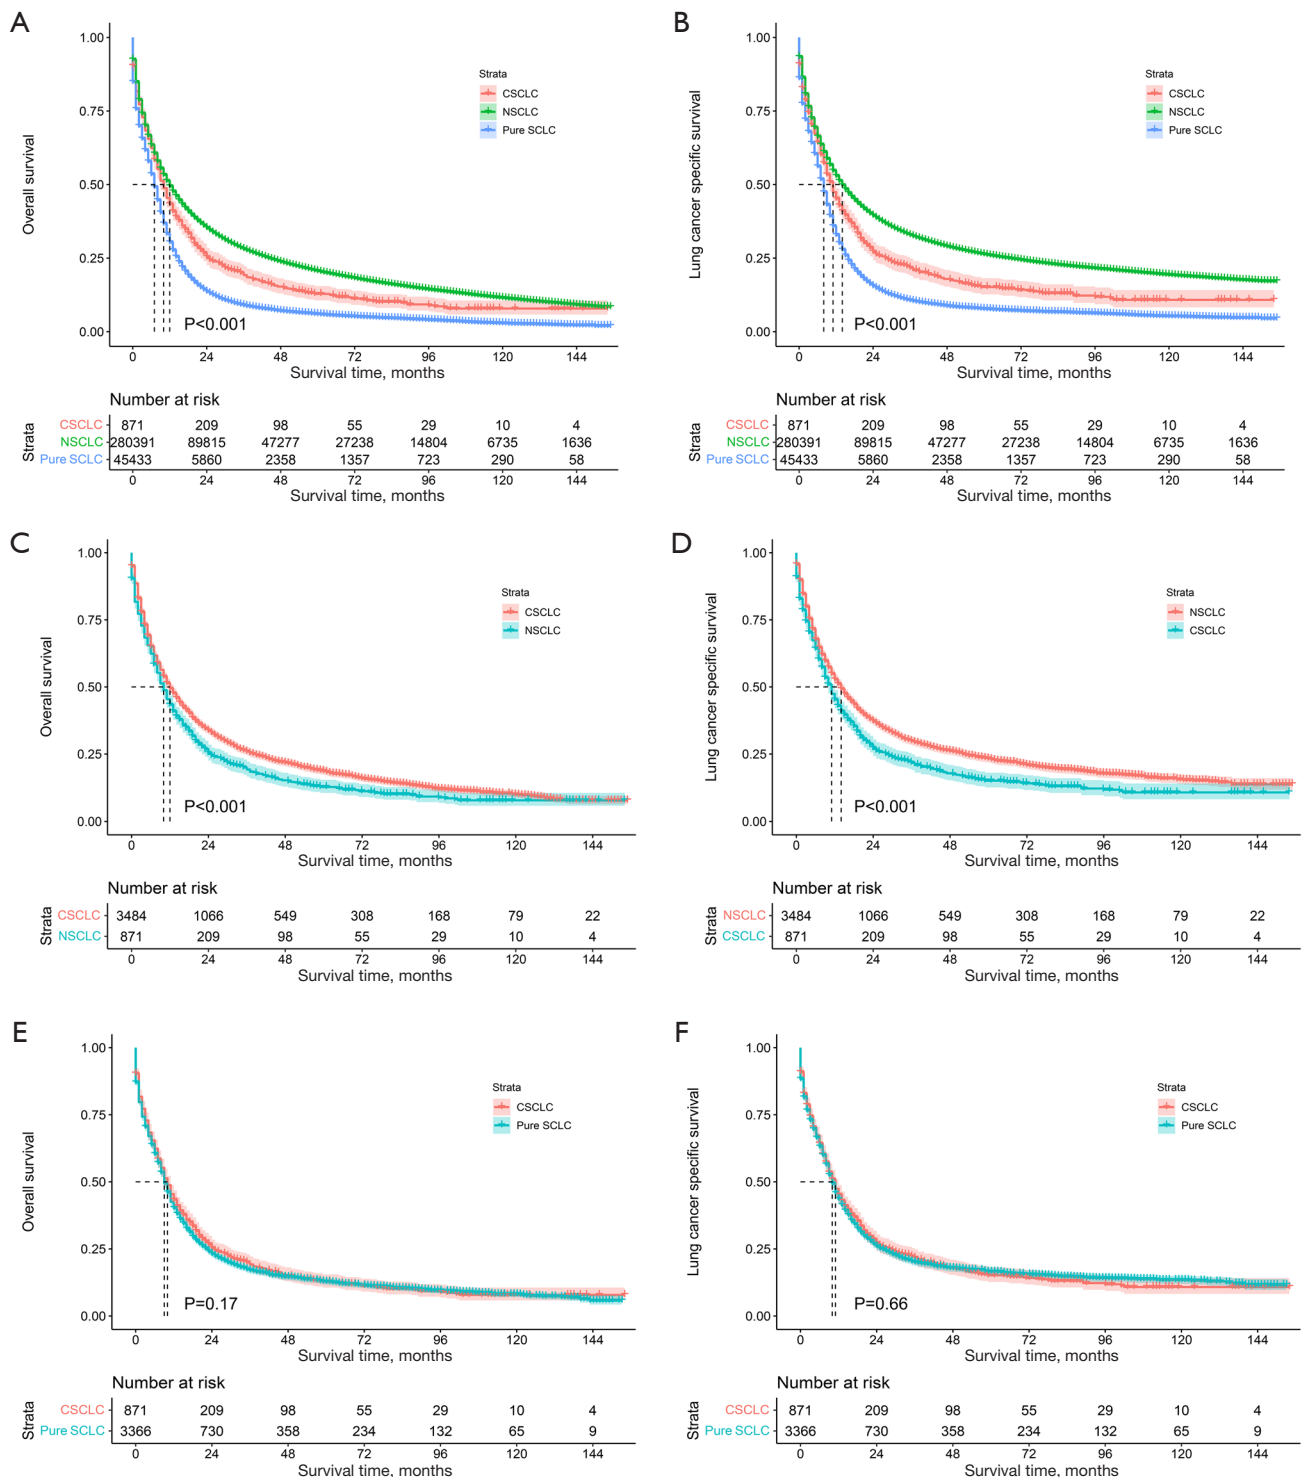 A
1.00
0.75
0.50
0.25
0.00
Overall survival
Strata
CSCLC
NSCLC
Pure SCLC
P<0.001
0 24 48 72 96 120 144
Survival time, months
Number at risk
Strata
CSCLC 871 209 98 55 29 10 4
NSCLC 280391 89815 47277 27238 14804 6735 1636
Pure SCLC 45433 5860 2358 1357 723 290 58
0 24 48 72 96 120 144
Survival time, months
B
1.00
0.75
0.50
0.25
0.00
Lung cancer specific survival
Strata
CSCLC
NSCLC
Pure SCLC
P<0.001
0 24 48 72 96 120 144
Survival time, months
Number at risk
Strata
CSCLC 871 209 98 55 29 10 4
NSCLC 280391 89815 47277 27238 14804 6735 1636
Pure SCLC 45433 5860 2358 1357 723 290 58
0 24 48 72 96 120 144
Survival time, months
C
1.00
0.75
0.50
0.25
0.00
Overall survival
Strata
CSCLC
NSCLC
P<0.001
0 24 48 72 96 120 144
Survival time, months
Number at risk
Strata
CSCLC 3484 1066 549 308 168 79 22
NSCLC 871 209 98 55 29 10 4
0 24 48 72 96 120 144
Survival time, months
D
1.00
0.75
0.50
0.25
0.00
Lung cancer specific survival
Strata
NSCLC
CSCLC
P<0.001
0 24 48 72 96 120 144
Survival time, months
Number at risk
Strata
NSCLC 3484 1066 549 308 168 79 22
CSCLC 871 209 98 55 29 10 4
0 24 48 72 96 120 144
Survival time, months
E
1.00
0.75
0.50
0.25
0.00
Overall survival
Strata
CSCLC
Pure SCLC
P=0.17
0 24 48 72 96 120 144
Survival time, months
Number at risk
Strata
CSCLC 871 209 98 55 29 10 4
Pure SCLC 3366 730 358 234 132 65 9
0 24 48 72 96 120 144
Survival time, months
F
1.00
0.75
0.50
0.25
0.00
Lung cancer specific survival
Strata
CSCLC
Pure SCLC
P=0.66
0 24 48 72 96 120 144
Survival time, months
Number at risk
Strata
CSCLC 871 209 98 55 29 10 4
Pure SCLC 3366 730 358 234 132 65 9
0 24 48 72 96 120 144
Survival time, months